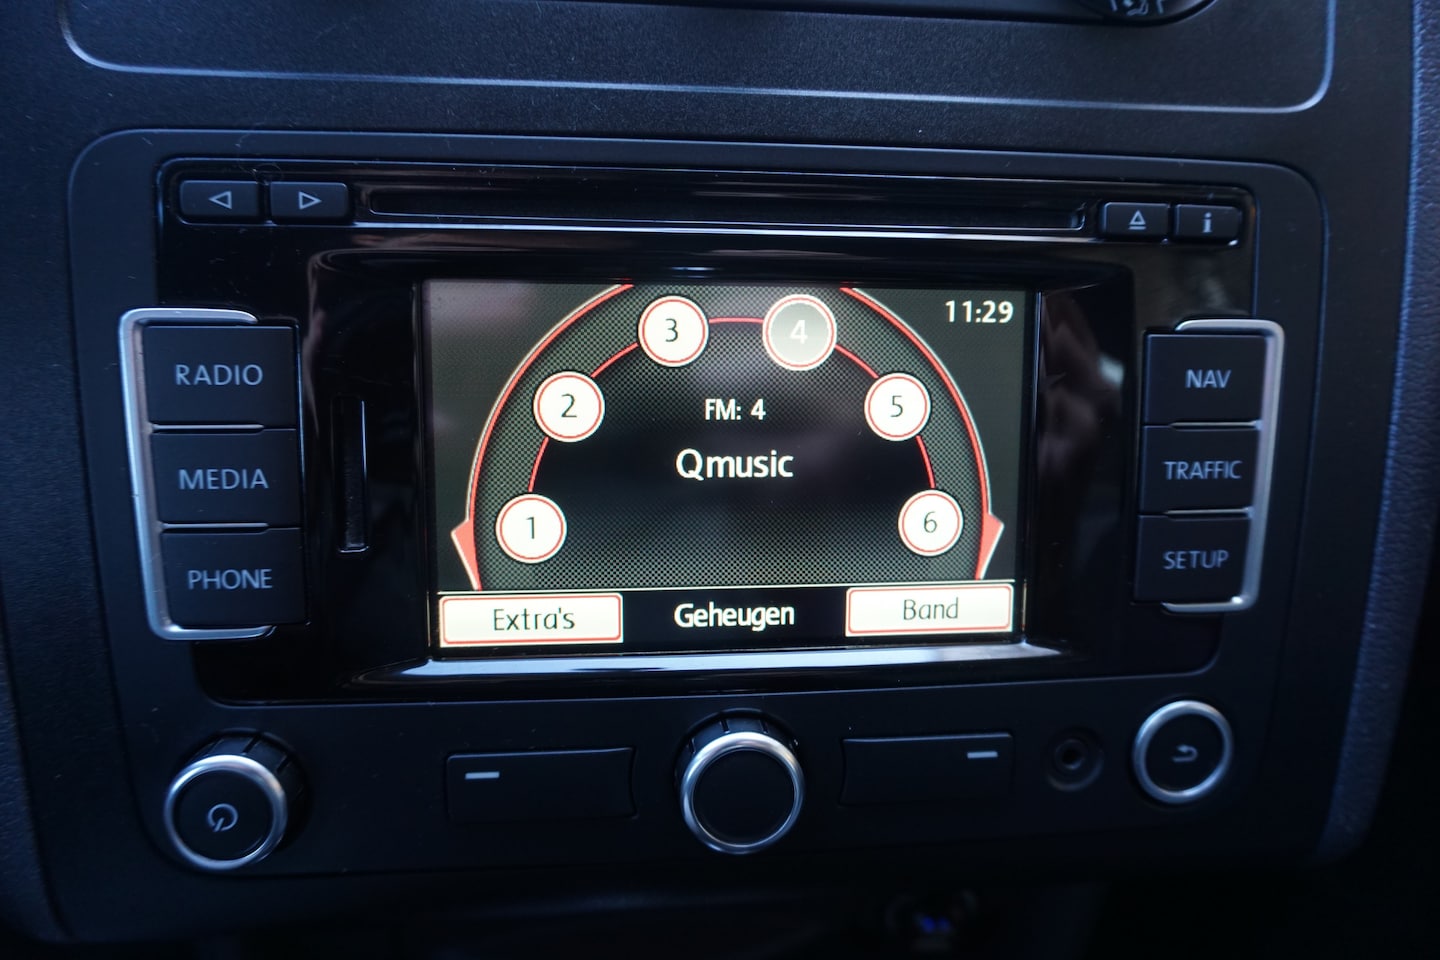 i
11:29
RADIO
MEDIA
PHONE
1
2
3
4
5
6
FM: 4
Qmusic
Extra's
Geheugen
Band
NAV
TRAFFIC
SETUP